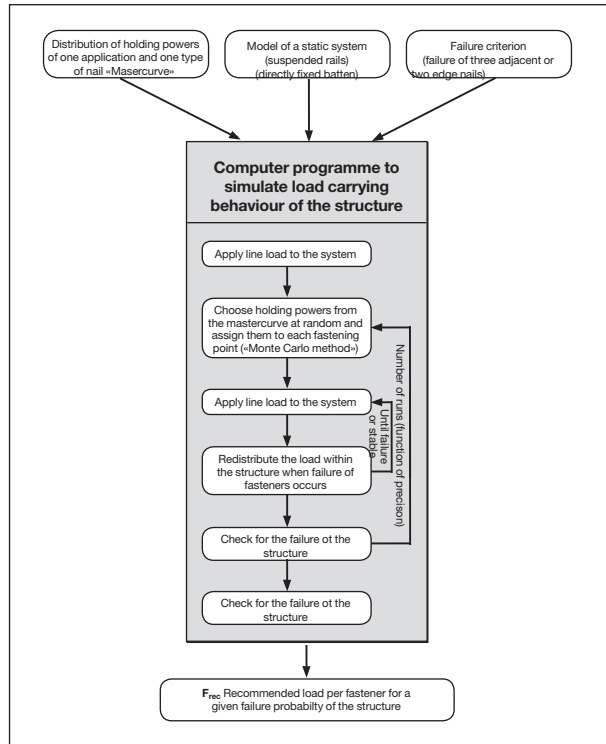 Distribution of holding powers
of one application and one type
of nail «Masercurve»
Model of a static system
(suspended rails)
(directly fixed batten)
Failure criterion
(failure of three adjacent or
two edge nails)
Computer programme to
simulate load carrying
behaviour of the structure
Apply line load to the system
Choose holding powers from
the mastercurve at random and
assign them to each fastening
point («Monte Carlo method»)
Apply line load to the system
Redistribute the load within
the structure when failure of
fasteners occurs
Until failure
or stable
Number of runs (function of precison)
Check for the failure ot the
structure
Check for the failure ot the
structure
Frec Recommended load per fastener for a
given failure probabilty of the structure